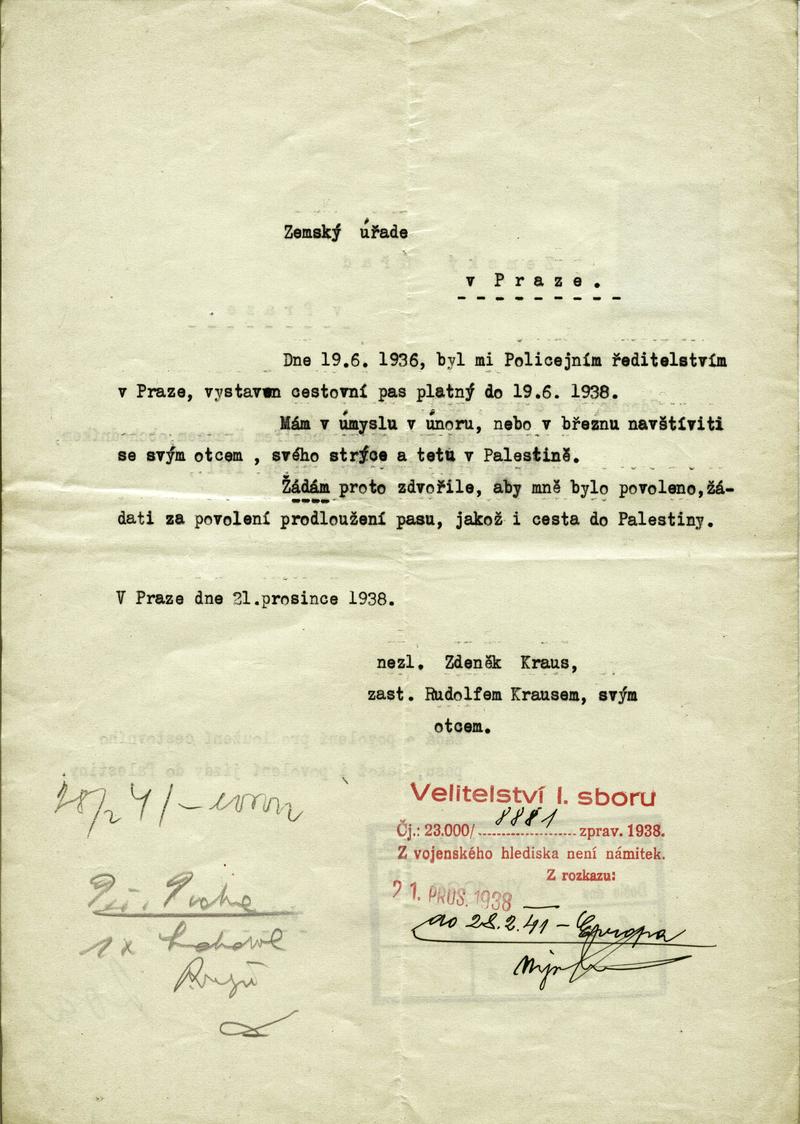 Zemský úřade
v Praze.
Dne 19.6. 1936, byl mi Policejním ředitelstvím
v Praze, vystaven cestovní pas platný do 19.6. 1938.
Mám v úmyslu v únoru, nebo v březnu navštíviti
se svým otcem , svého strýce a tetu v Palestině.
Žádám proto zdvořile, aby mně bylo povoleno,žá-
dati za povolení prodloužení pasu, jakož i cesta do Palestiny.
V Praze dne 21.prosince 1938.
nezl. Zdeněk Kraus,
zast. Rudolfem Krausem, svým
otcem.
Velitelství I. sboru
Čj.: 23.000/ 8881 zprav. 1938.
Z vojenského hlediska není námitek.
Z rozkazu:
21. PROS. 1938
do 28.2.41 – Evropa
28/2 41 –
1x